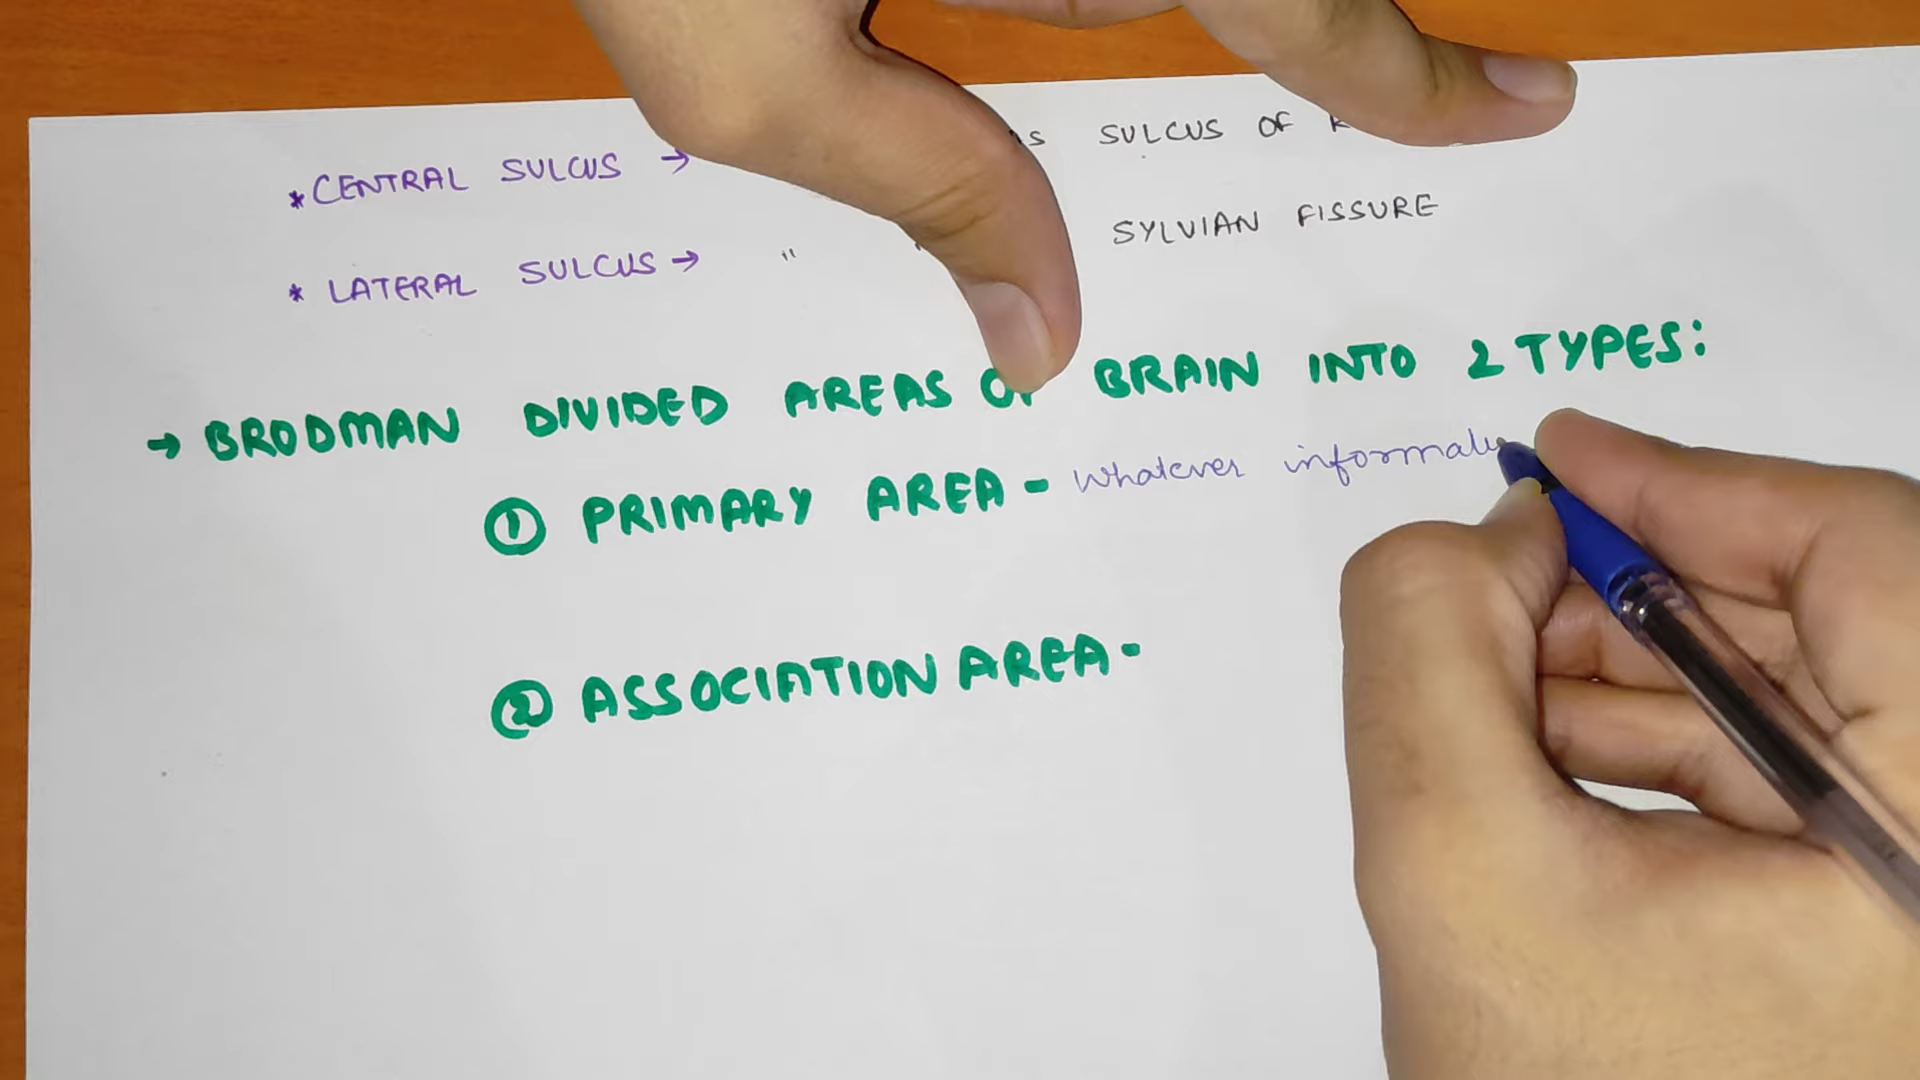 * CENTRAL SULCUS → SULCUS OF
* LATERAL SULCUS → " SYLVIAN FISSURE
→ BRODMAN DIVIDED AREAS OF BRAIN INTO 2 TYPES:
① PRIMARY AREA - Whatever
② ASSOCIATION AREA -